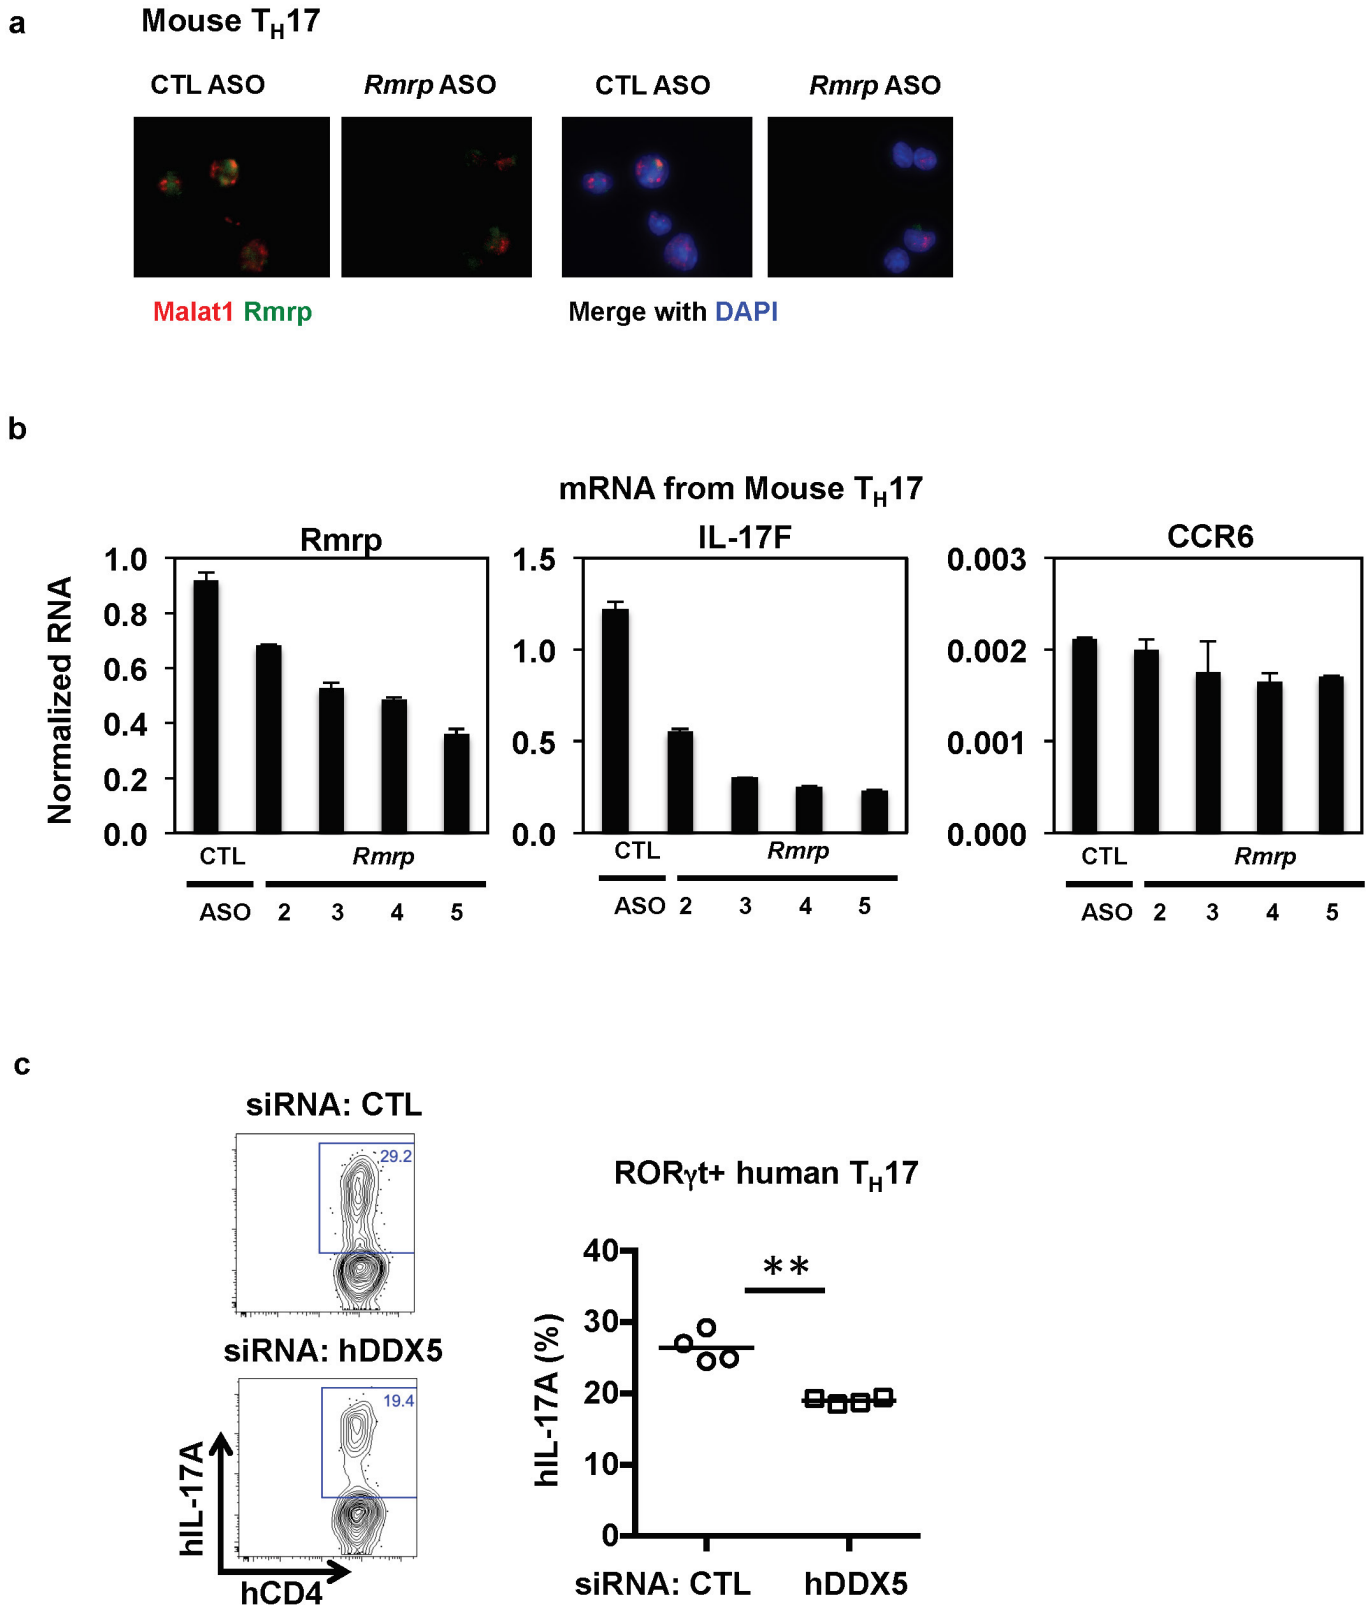 a
Mouse TH17
CTL ASO Rmrp ASO CTL ASO Rmrp ASO
Malat1 Rmrp Merge with DAPI
b
mRNA from Mouse TH17
Rmrp
Normalized RNA
1.0
0.8
0.6
0.4
0.2
0.0
CTL Rmrp
ASO 2 3 4 5
IL-17F
1.5
1.0
0.5
0.0
CTL Rmrp
ASO 2 3 4 5
CCR6
0.003
0.002
0.001
0.000
CTL Rmrp
ASO 2 3 4 5
c
siRNA: CTL
29.2
siRNA: hDDX5
19.4
hIL-17A
hCD4
RORγt+ human TH17
**
hIL-17A (%)
40
30
20
10
0
siRNA: CTL hDDX5